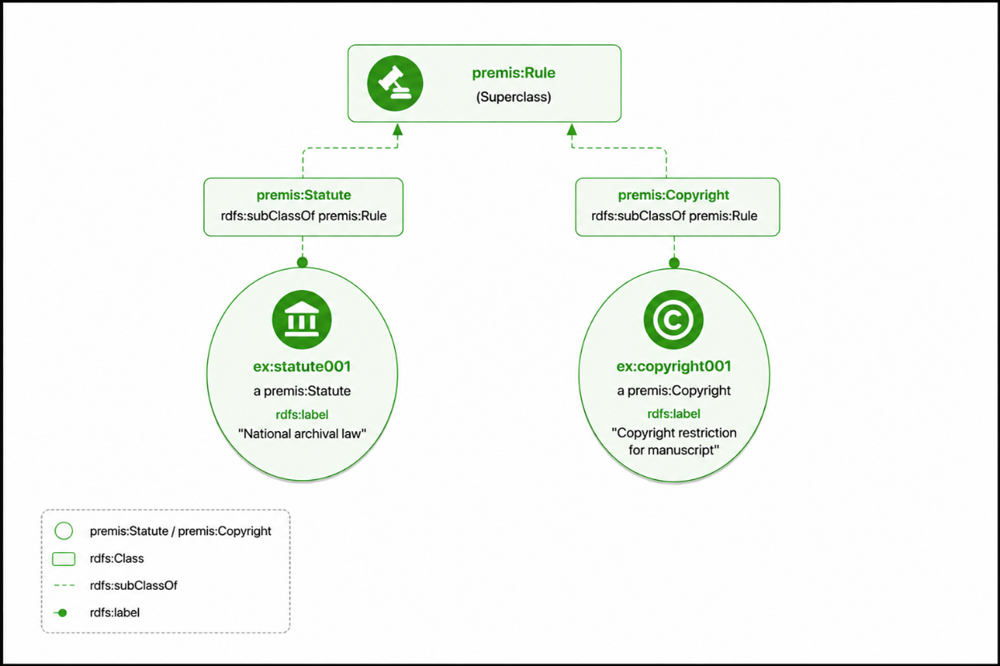 premis:Rule
(Superclass)
premis:Statute
rdfs:subClassOf premis:Rule
premis:Copyright
rdfs:subClassOf premis:Rule
ex:statute001
a premis:Statute
rdfs:label
"National archival law"
©
ex:copyright001
a premis:Copyright
rdfs:label
"Copyright restriction
for manuscript"
premis:Statute / premis:Copyright
rdfs:Class
rdfs:subClassOf
rdfs:label